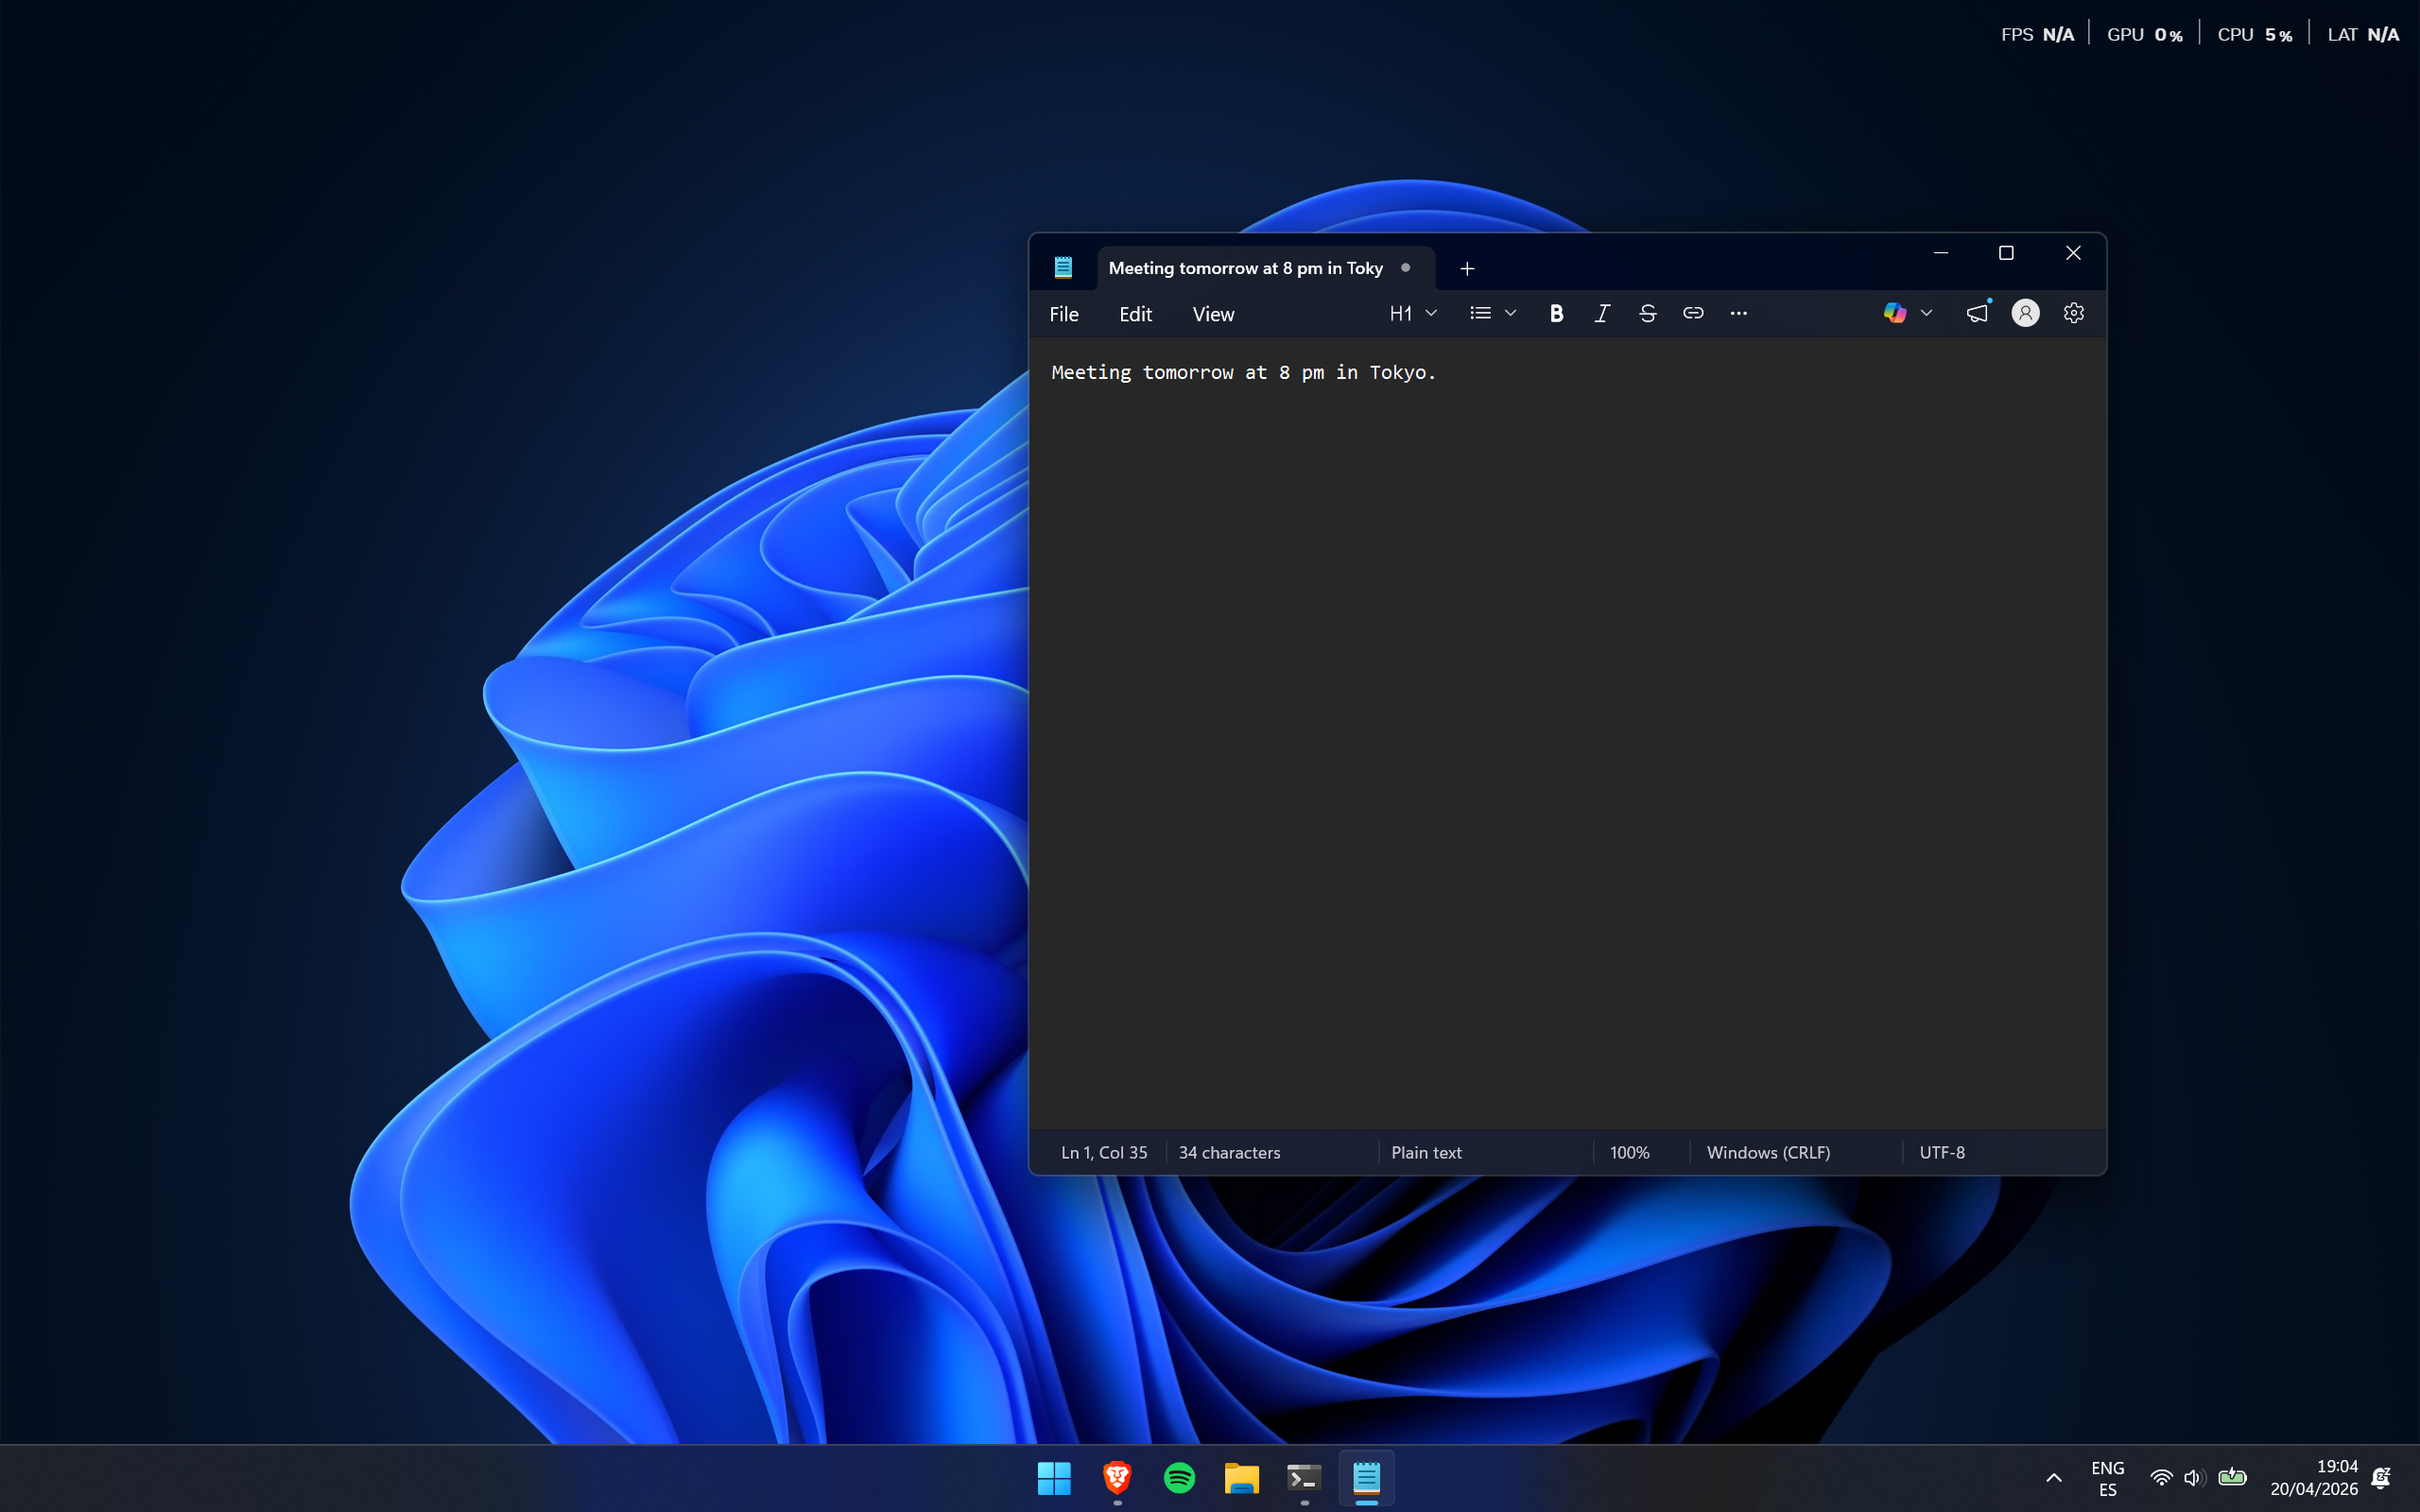 FPS N/A | GPU 0% | CPU 5% | LAT N/A
Meeting tomorrow at 8 pm in Toky
File Edit View H1 B I S
Meeting tomorrow at 8 pm in Tokyo.
Ln 1, Col 35 34 characters Plain text 100% Windows (CRLF) UTF-8
ENG 19:04
ES 20/04/2026